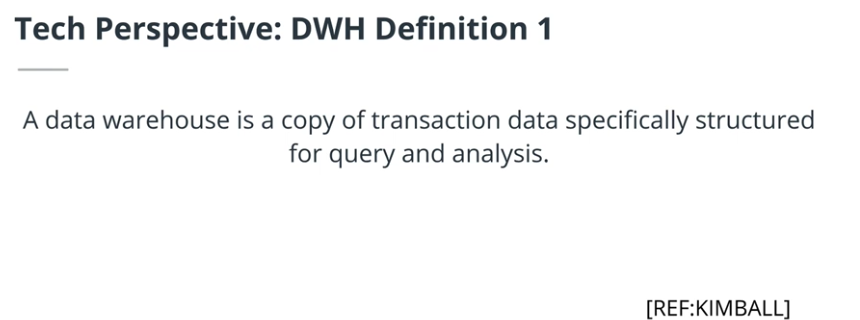 Tech Perspective: DWH Definition 1
A data warehouse is a copy of transaction data specifically structured
for query and analysis.
[REF:KIMBALL]